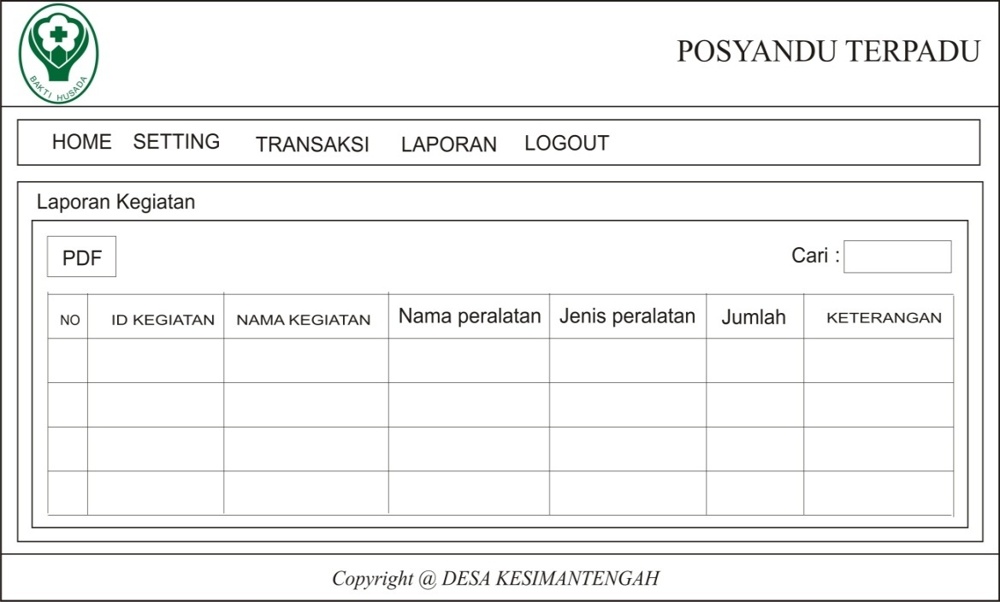 BAKTI HUSADA
POSYANDU TERPADU
HOME SETTING TRANSAKSI LAPORAN LOGOUT
Laporan Kegiatan
PDF Cari :
NO ID KEGIATAN NAMA KEGIATAN Nama peralatan Jenis peralatan Jumlah KETERANGAN
Copyright @ DESA KESIMANTENGAH